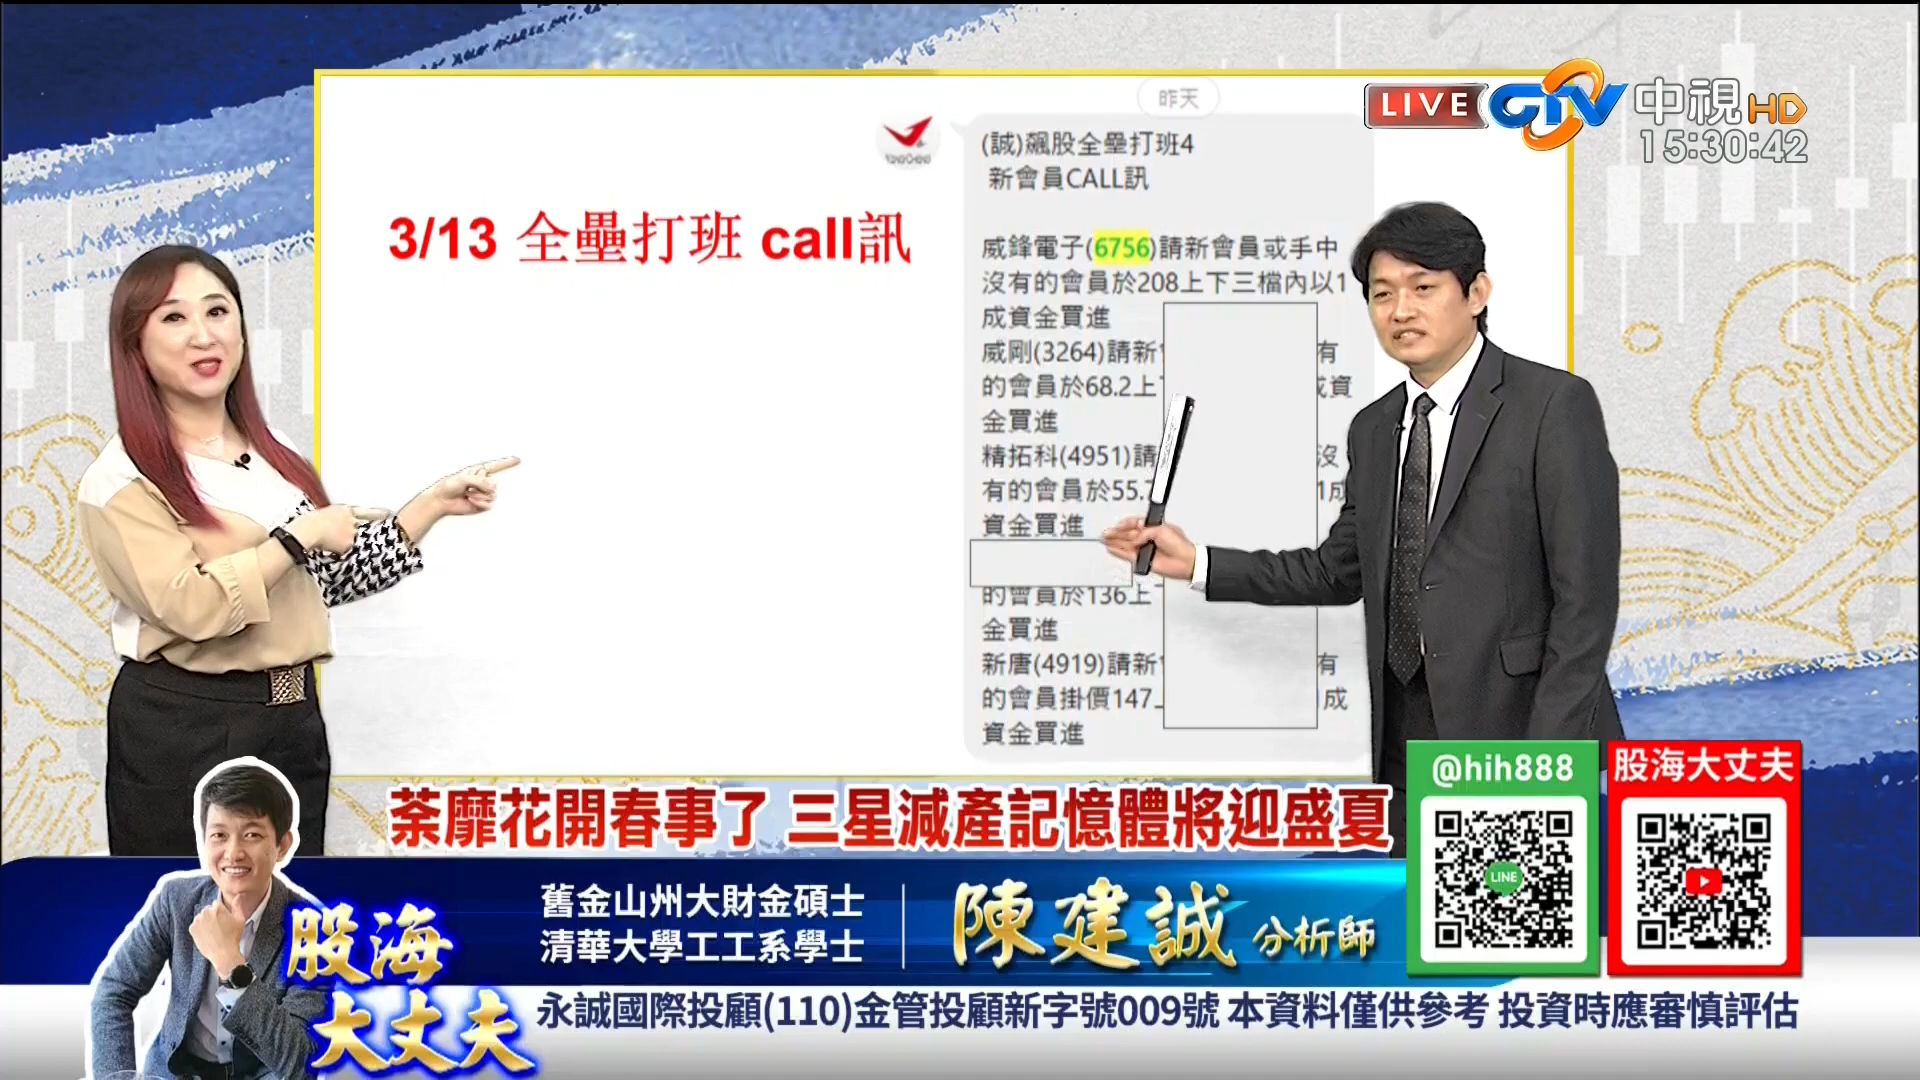 昨天
LIVE CTV 中視 HD
15:30:42
(誠)飆股全壘打班4
新會員CALL訊
3/13 全壘打班 call訊
威鋒電子(6756)請新會員或手中
沒有的會員於208上下三檔內以1
成資金買進
威剛(3264)請新 有
的會員於68.2上 成資
金買進
精拓科(4951)請 沒
有的會員於55. 1成
資金買進
的會員於136上
金買進
新唐(4919)請新 有
的會員掛價147 成
資金買進
@hih888
股海大丈夫
LINE
荼靡花開春事了 三星減產記憶體將迎盛夏
舊金山州大財金碩士
清華大學工工系學士
陳建誠 分析師
股海
大丈夫
永誠國際投顧(110)金管投顧新字號009號 本資料僅供參考 投資時應審慎評估